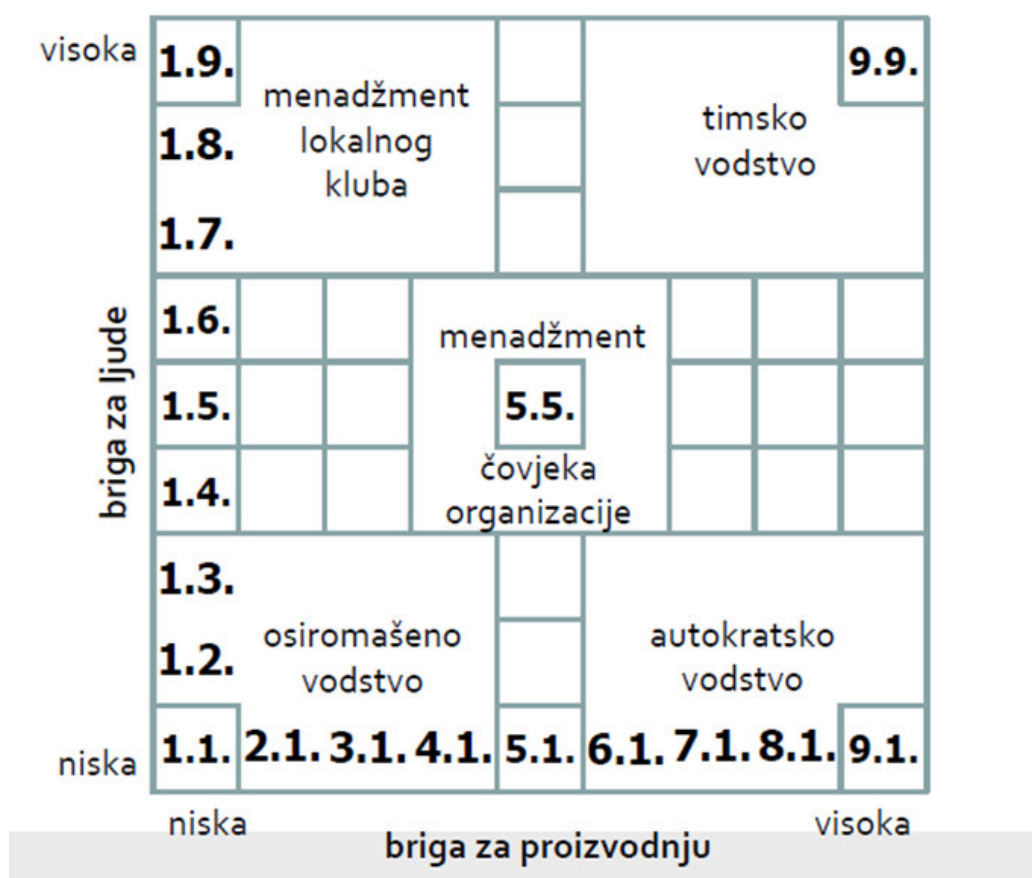 visoka
1.9.
9.9.
menadžment
lokalnog
kluba
timsko
vodstvo
1.8.
1.7.
briga za ljude
1.6.
menadžment
1.5.
5.5.
1.4.
čovjeka
organizacije
1.3.
osiromašeno
vodstvo
autokratsko
vodstvo
1.2.
niska
1.1. 2.1. 3.1. 4.1. 5.1. 6.1. 7.1. 8.1. 9.1.
niska
visoka
briga za proizvodnju